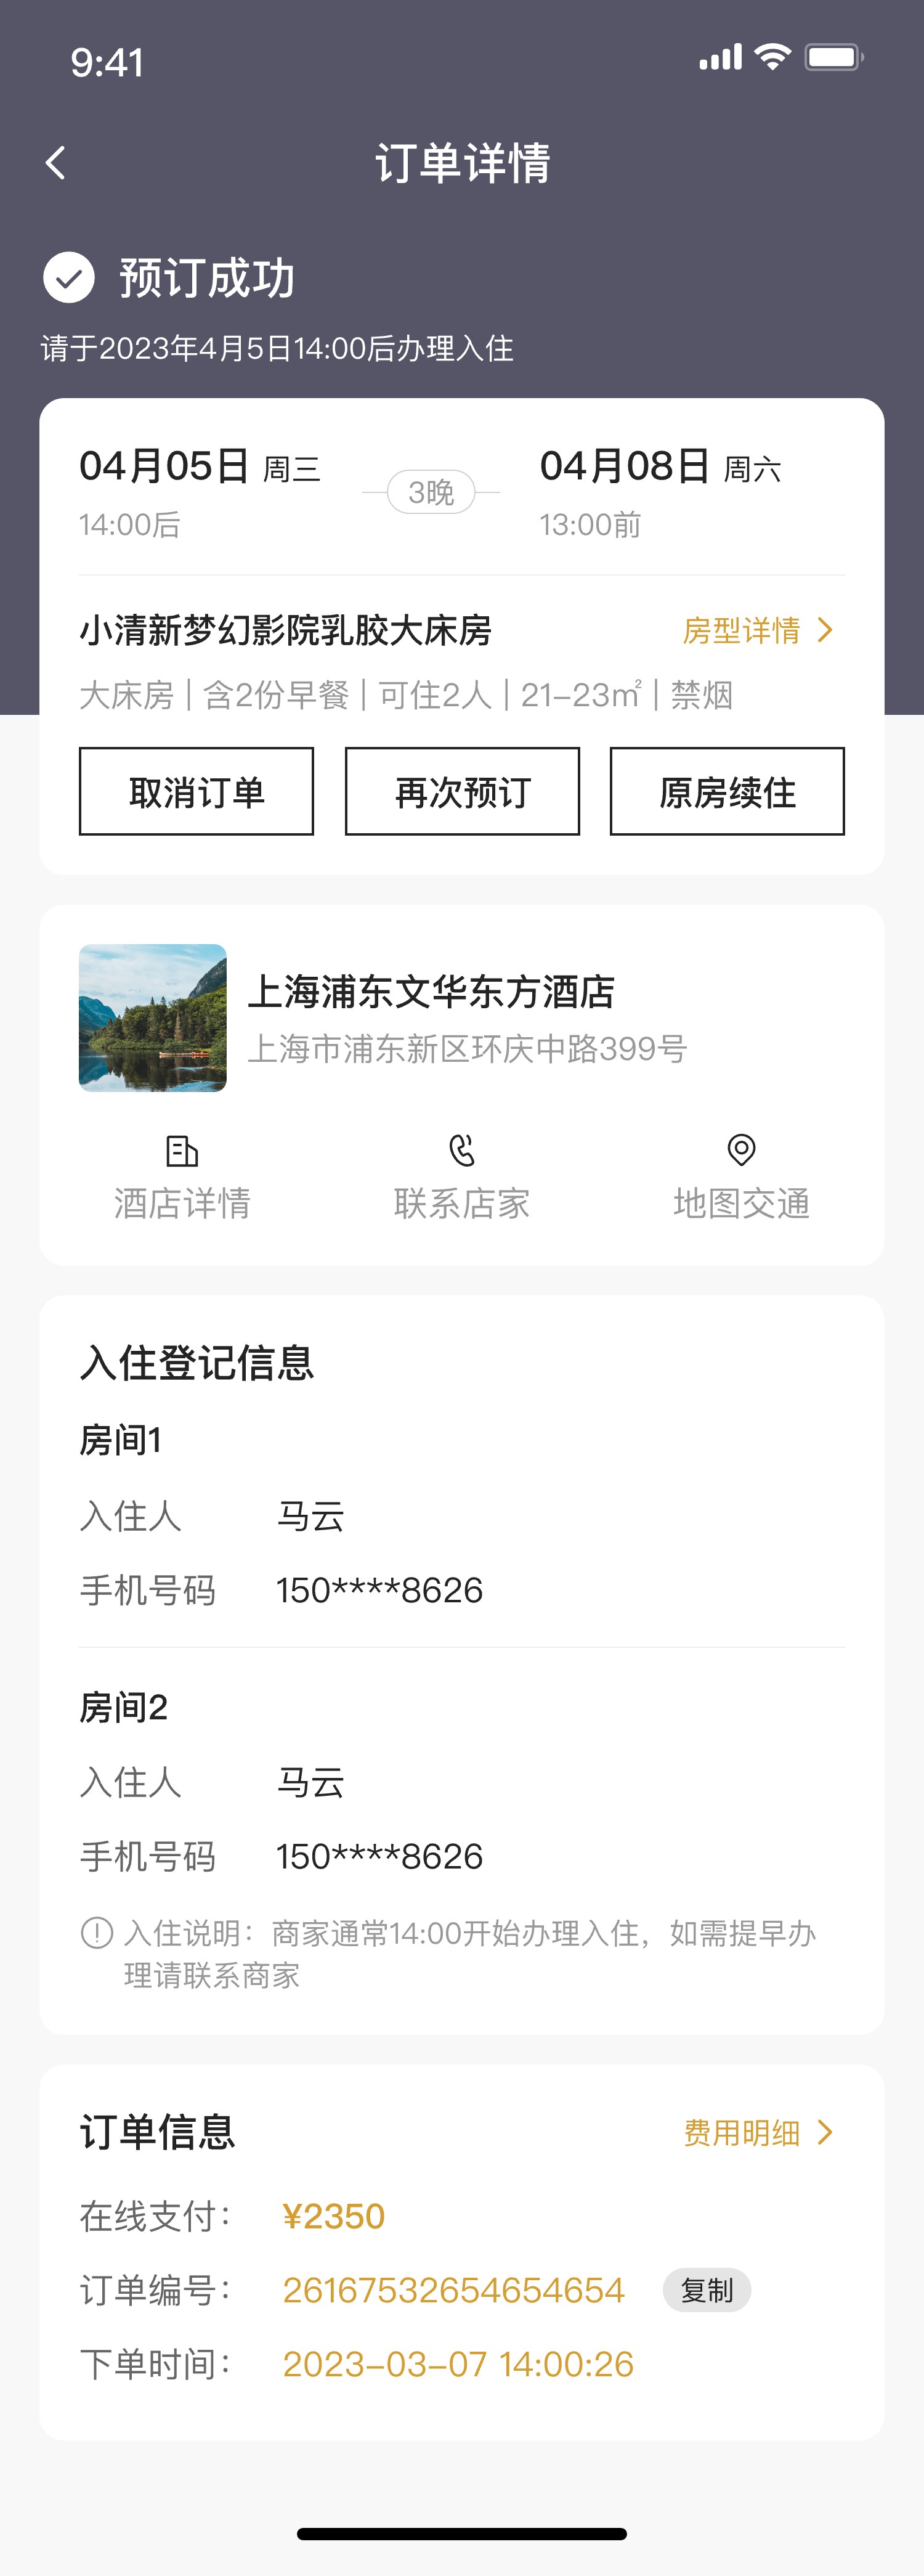 9:41
订单详情
预订成功
请于2023年4月5日14:00后办理入住
04月05日 周三
3晚
04月08日 周六
14:00后
13:00前
小清新梦幻影院乳胶大床房
房型详情
大床房 | 含2份早餐 | 可住2人 | 21-23㎡ | 禁烟
取消订单
再次预订
原房续住
上海浦东文华东方酒店
上海市浦东新区环庆中路399号
酒店详情
联系店家
地图交通
入住登记信息
房间1
入住人 马云
手机号码 150****8626
房间2
入住人 马云
手机号码 150****8626
入住说明：商家通常14:00开始办理入住，如需提早办
理请联系商家
订单信息
费用明细
在线支付： ¥2350
订单编号： 26167532654654654 复制
下单时间： 2023-03-07 14:00:26